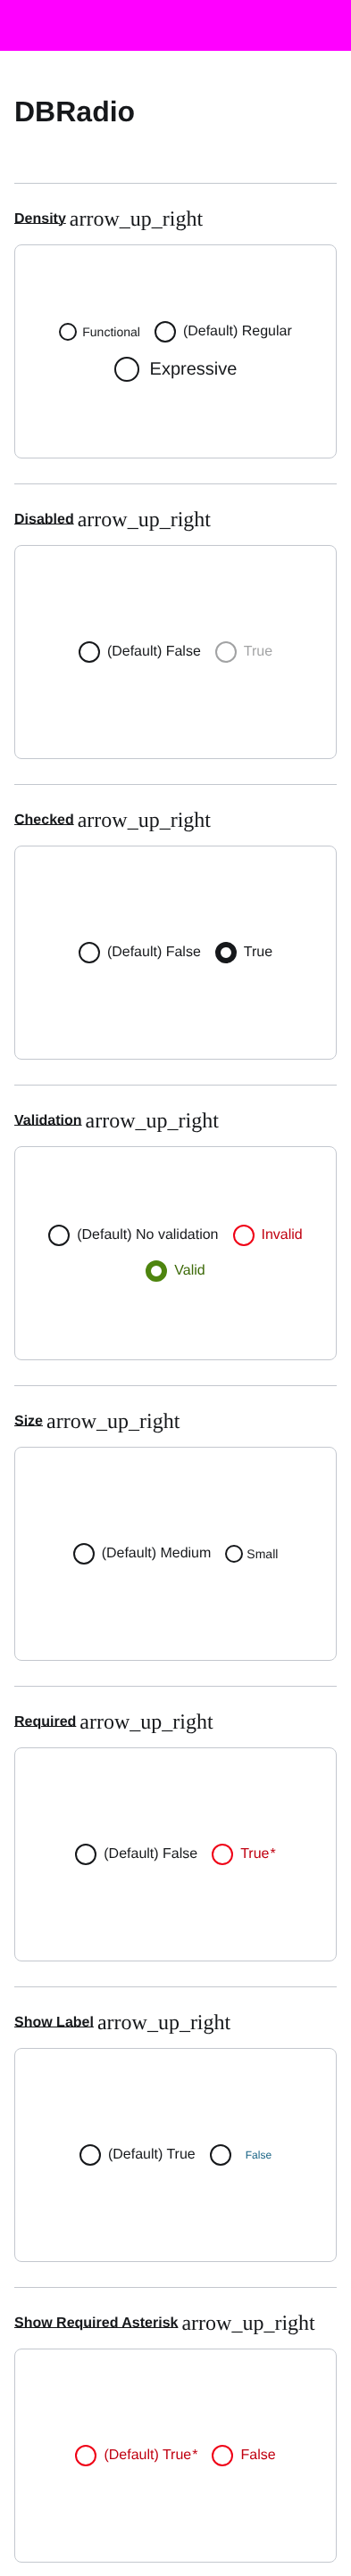 DBRadio
Density arrow_up_right
Functional (Default) Regular
Expressive
Disabled arrow_up_right
(Default) False True
Checked arrow_up_right
(Default) False True
Validation arrow_up_right
(Default) No validation Invalid
Valid
Size arrow_up_right
(Default) Medium Small
Required arrow_up_right
(Default) False True*
Show Label arrow_up_right
(Default) True False
Show Required Asterisk arrow_up_right
(Default) True* False